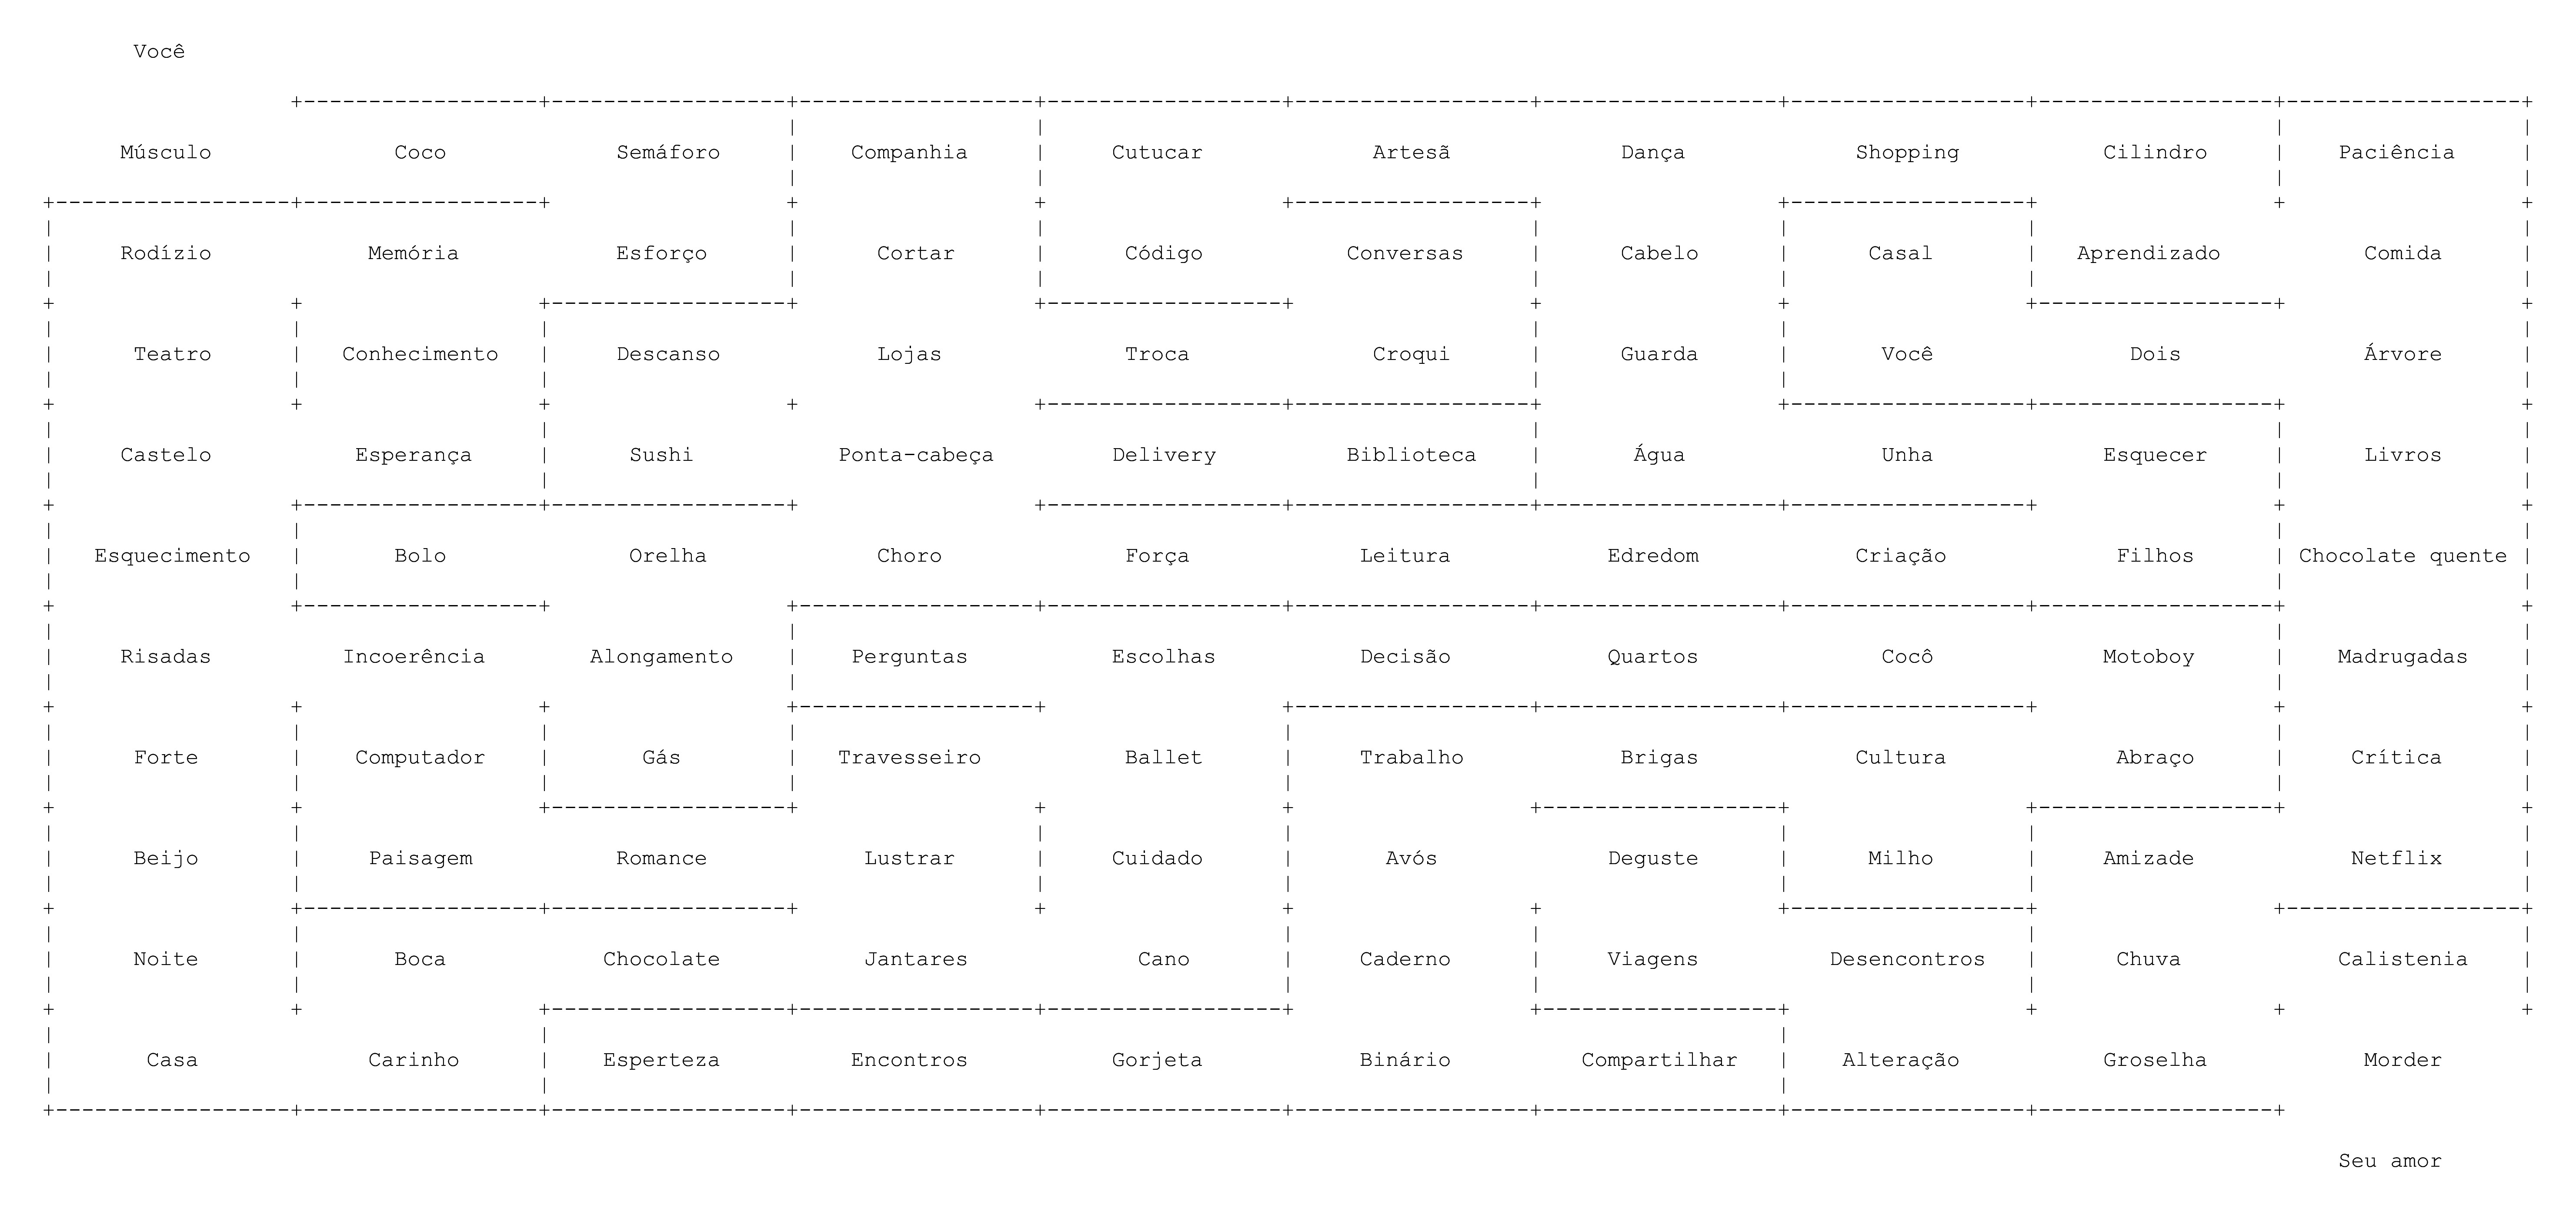 Você
Músculo Coco Semáforo Companhia Cutucar Artesã Dança Shopping Cilindro Paciência
Rodízio Memória Esforço Cortar Código Conversas Cabelo Casal Aprendizado Comida
Teatro Conhecimento Descanso Lojas Troca Croqui Guarda Você Dois Árvore
Castelo Esperança Sushi Ponta-cabeça Delivery Biblioteca Água Unha Esquecer Livros
Esquecimento Bolo Orelha Choro Força Leitura Edredom Criação Filhos Chocolate quente
Risadas Incoerência Alongamento Perguntas Escolhas Decisão Quartos Cocô Motoboy Madrugadas
Forte Computador Gás Travesseiro Ballet Trabalho Brigas Cultura Abraço Crítica
Beijo Paisagem Romance Lustrar Cuidado Avós Deguste Milho Amizade Netflix
Noite Boca Chocolate Jantares Cano Caderno Viagens Desencontros Chuva Calistenia
Casa Carinho Esperteza Encontros Gorjeta Binário Compartilhar Alteração Groselha Morder
Seu amor